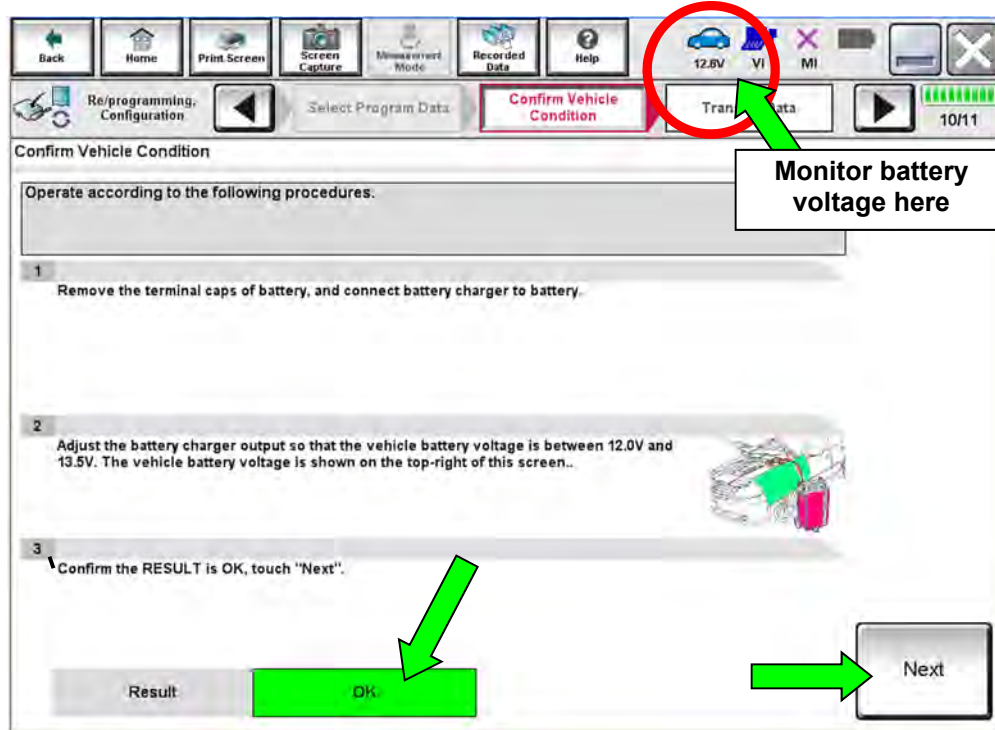 Back
Home
Print Screen
Screen
Capture
Measurement
Mode
Recorded
Data
Help
12.6V
VI
MI
Re/programming,
Configuration
Select Program Data
Confirm Vehicle
Condition
10/11
Confirm Vehicle Condition
Monitor battery
voltage here
Operate according to the following procedures.
1
Remove the terminal caps of battery, and connect battery charger to battery.
2
Adjust the battery charger output so that the vehicle battery voltage is between 12.0V and
13.5V. The vehicle battery voltage is shown on the top-right of this screen..
3
Confirm the RESULT is OK, touch "Next".
Result
OK
Next